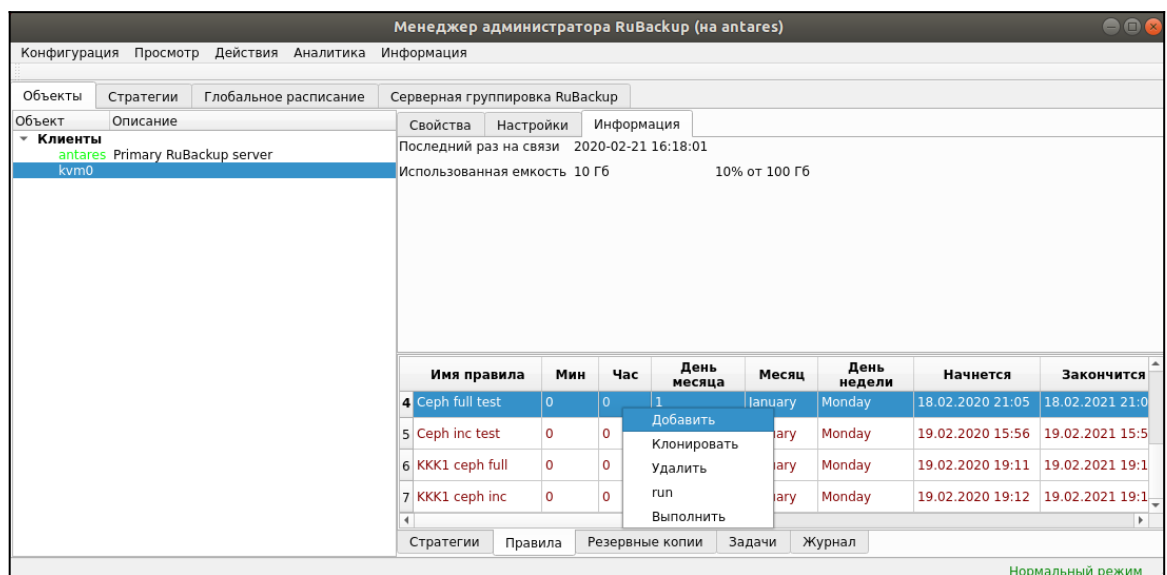 Менеджер администратора RuBackup (на antares)
Конфигурация Просмотр Действия Аналитика Информация
Объекты Стратегии Глобальное расписание Серверная группировка RuBackup
Объект Описание
Клиенты
antares Primary RuBackup server
kvm0
Свойства Настройки Информация
Последний раз на связи 2020-02-21 16:18:01
Использованная емкость 10 Гб 10% от 100 Гб
Имя правила Мин Час День месяца Месяц День недели Начнется Закончится
4 Ceph full test 0 0 1 January Monday 18.02.2020 21:05 18.02.2021 21:0
5 Ceph inc test 0 0 ary Monday 19.02.2020 15:56 19.02.2021 15:5
6 KKK1 ceph full 0 0 ary Monday 19.02.2020 19:11 19.02.2021 19:1
7 KKK1 ceph inc 0 0 ary Monday 19.02.2020 19:12 19.02.2021 19:1
Добавить
Клонировать
Удалить
run
Выполнить
Стратегии Правила Резервные копии Задачи Журнал
Нормальный режим